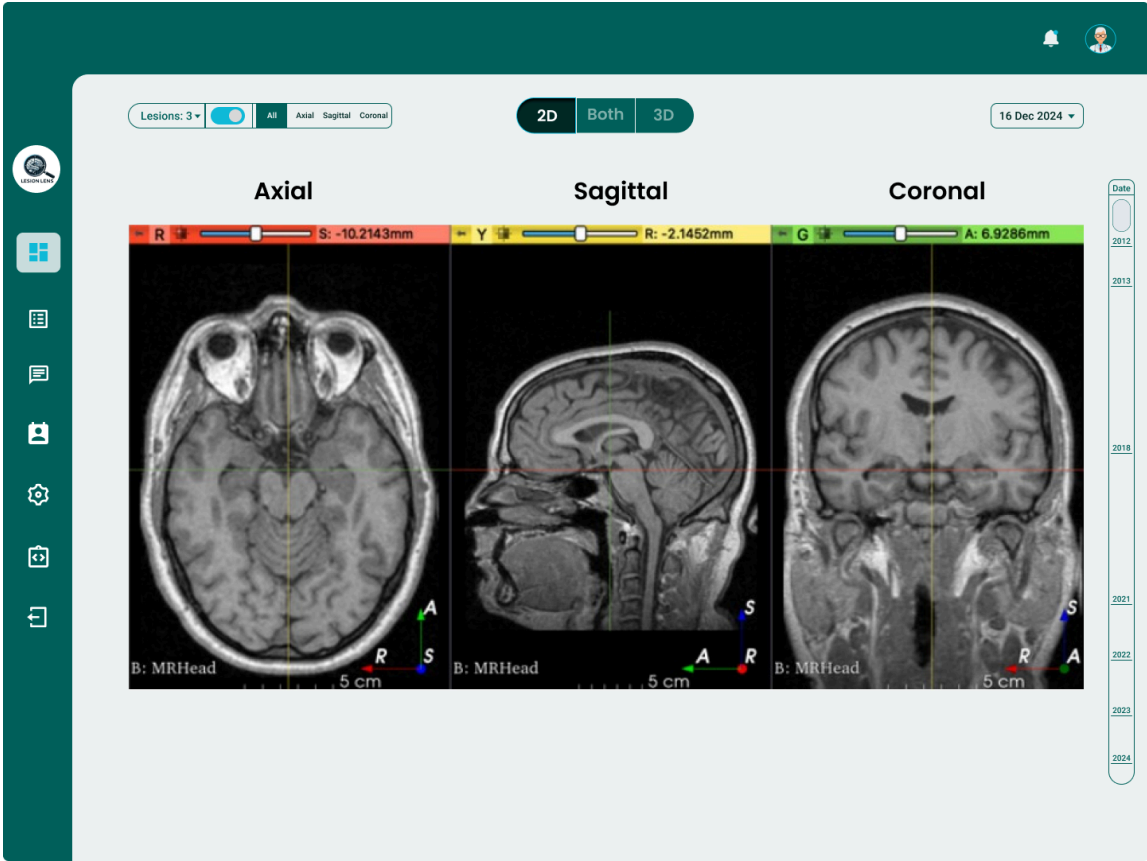 Lesions: 3
All
Axial
Sagittal
Coronal
2D
Both
3D
16 Dec 2024
LESION LENS
Axial
Sagittal
Coronal
R
S: -10.2143mm
Y
R: -2.1452mm
G
A: 6.9286mm
A
R
S
B: MRHead
5 cm
S
A
R
B: MRHead
5 cm
S
R
A
B: MRHead
5 cm
Date
2012
2013
2018
2021
2022
2023
2024